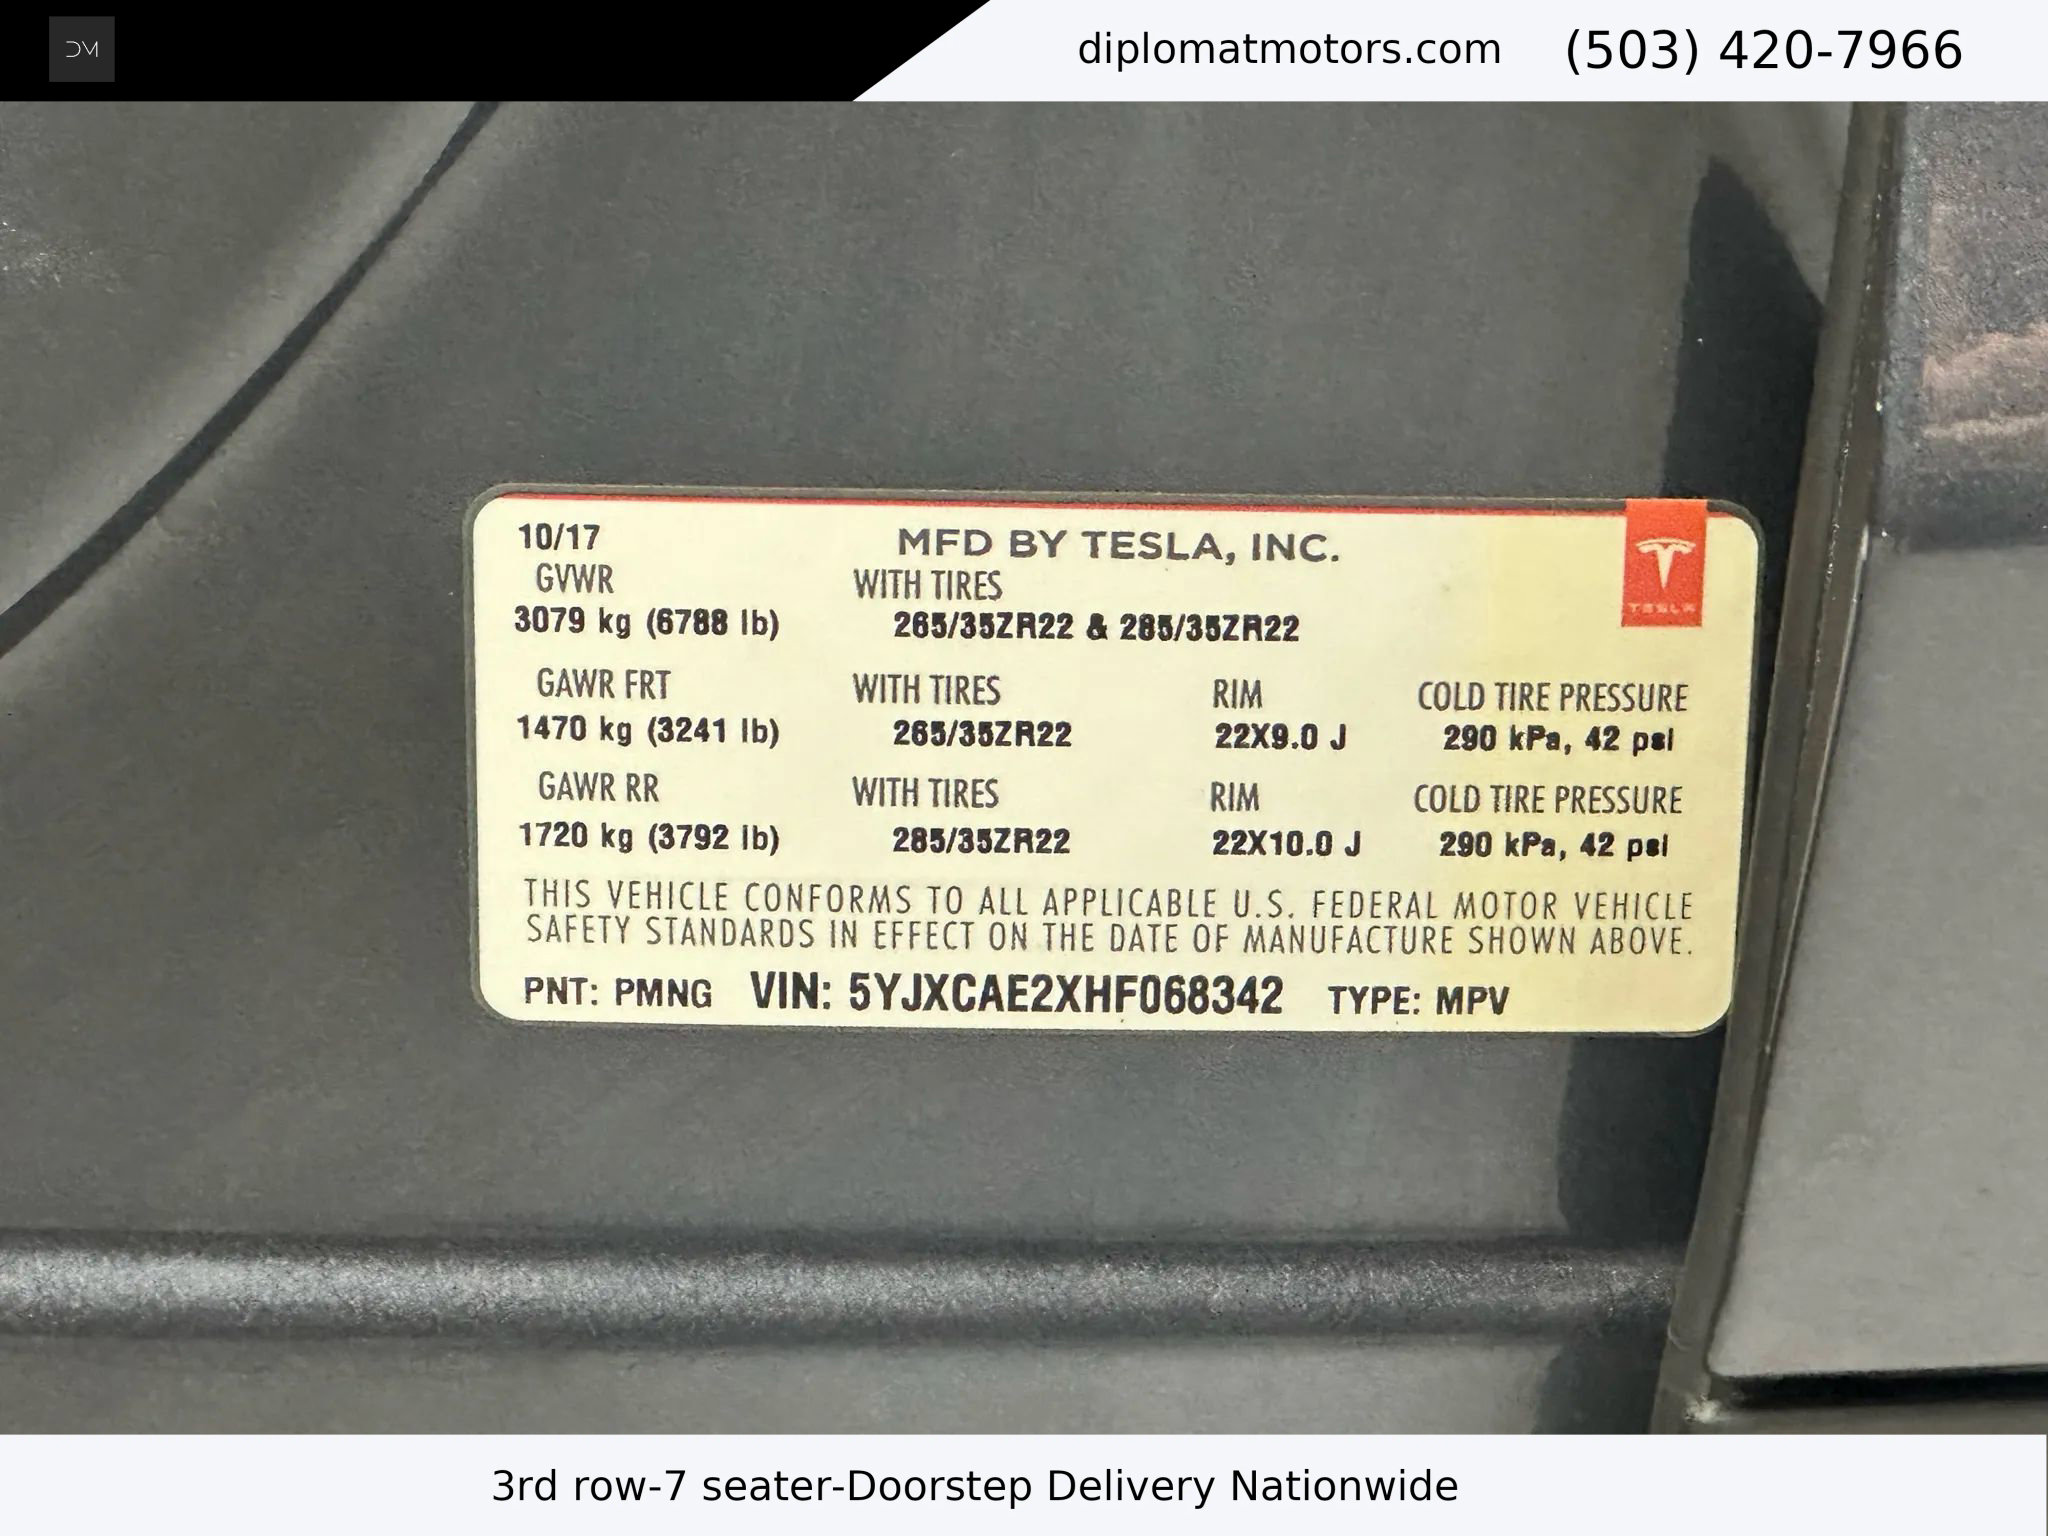 DM
diplomatmotors.com (503) 420-7966
10/17 MFD BY TESLA, INC.
GVWR WITH TIRES
3079 kg (6788 lb) 265/35ZR22 & 285/35ZR22
TESLA
GAWR FRT WITH TIRES RIM COLD TIRE PRESSURE
1470 kg (3241 lb) 265/35ZR22 22X9.0 J 290 kPa, 42 psi
GAWR RR WITH TIRES RIM COLD TIRE PRESSURE
1720 kg (3792 lb) 285/35ZR22 22X10.0 J 290 kPa, 42 psi
THIS VEHICLE CONFORMS TO ALL APPLICABLE U.S. FEDERAL MOTOR VEHICLE
SAFETY STANDARDS IN EFFECT ON THE DATE OF MANUFACTURE SHOWN ABOVE.
PNT: PMNG VIN: 5YJXCAE2XHF068342 TYPE: MPV
3rd row-7 seater-Doorstep Delivery Nationwide